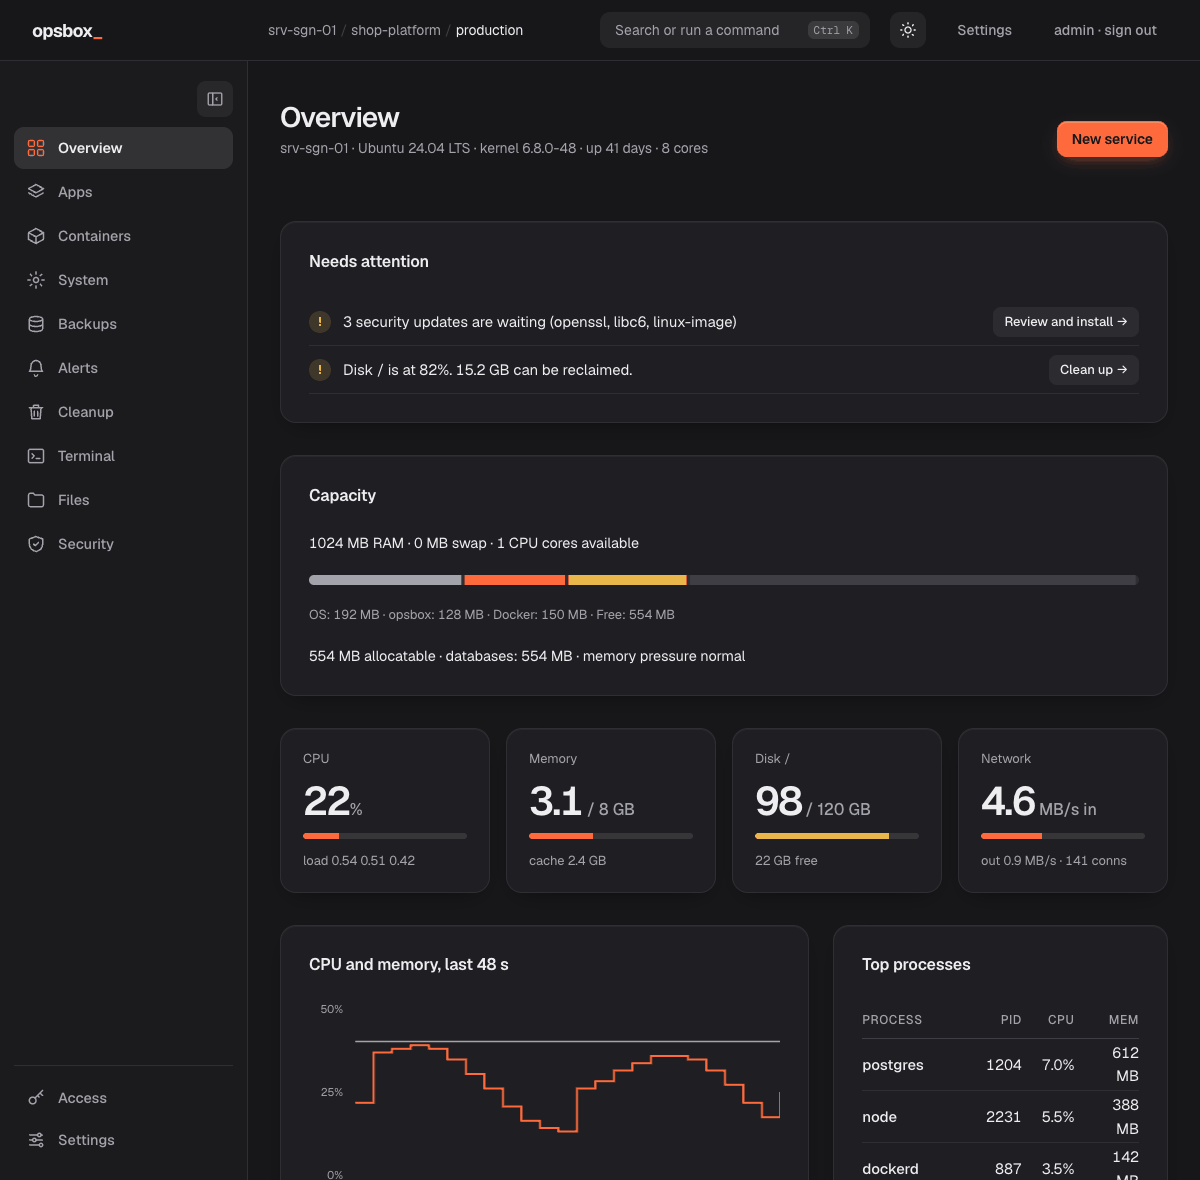 opsbox_
srv-sgn-01 / shop-platform / production
Search or run a command
Ctrl K
Settings
admin · sign out
Overview
Apps
Containers
System
Backups
Alerts
Cleanup
Terminal
Files
Security
Access
Settings
Overview
srv-sgn-01 · Ubuntu 24.04 LTS · kernel 6.8.0-48 · up 41 days · 8 cores
New service
Needs attention
! 3 security updates are waiting (openssl, libc6, linux-image)
Review and install →
! Disk / is at 82%. 15.2 GB can be reclaimed.
Clean up →
Capacity
1024 MB RAM · 0 MB swap · 1 CPU cores available
OS: 192 MB · opsbox: 128 MB · Docker: 150 MB · Free: 554 MB
554 MB allocatable · databases: 554 MB · memory pressure normal
CPU
22%
load 0.54 0.51 0.42
Memory
3.1 / 8 GB
cache 2.4 GB
Disk /
98 / 120 GB
22 GB free
Network
4.6 MB/s in
out 0.9 MB/s · 141 conns
CPU and memory, last 48 s
50%
25%
0%
Top processes
PROCESS PID CPU MEM
postgres 1204 7.0% 612 MB
node 2231 5.5% 388 MB
dockerd 887 3.5% 142 MB